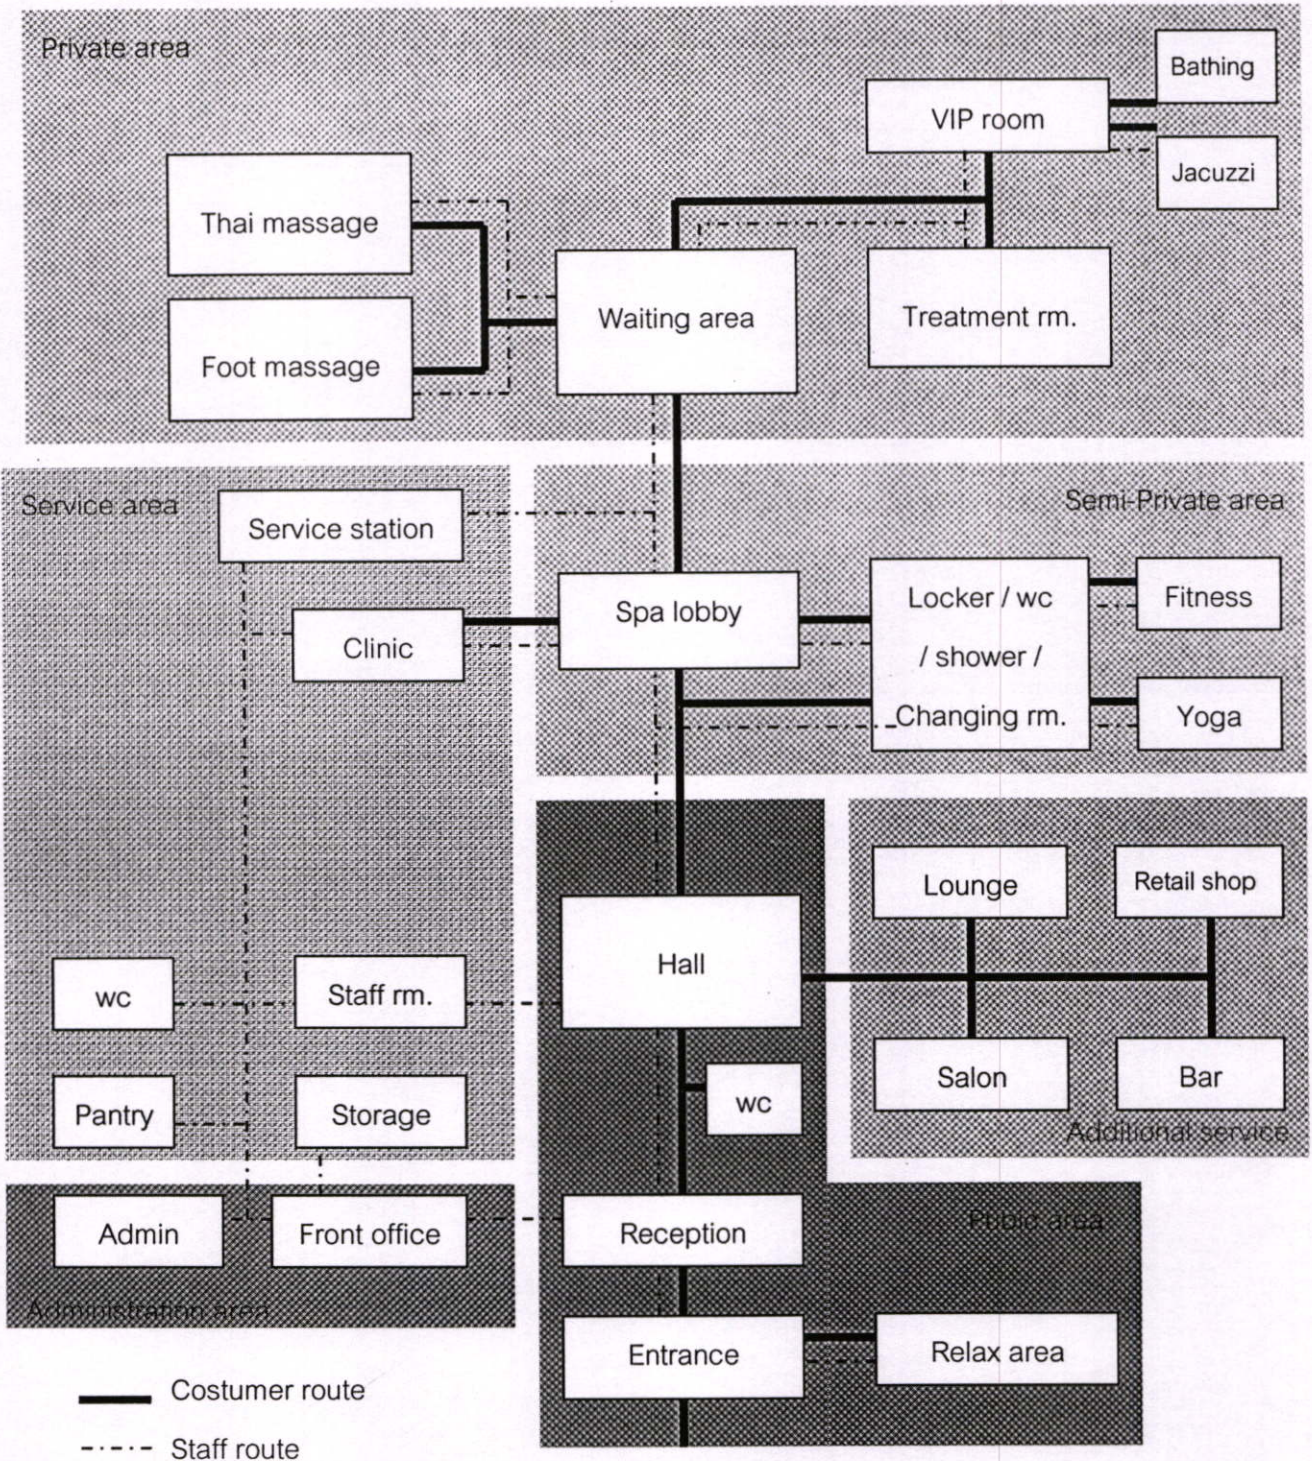 Private area
Bathing
VIP room
Jacuzzi
Thai massage
Waiting area
Treatment rm.
Foot massage
Service area
Semi-Private area
Service station
Spa lobby
Locker / wc
/ shower /
Changing rm.
Fitness
Clinic
Yoga
Lounge
Retail shop
Hall
wc
Staff rm.
Salon
Bar
Pantry
Storage
wc
Additional service
Admin
Front office
Reception
Public area
Administration area
Entrance
Relax area
Costumer route
Staff route